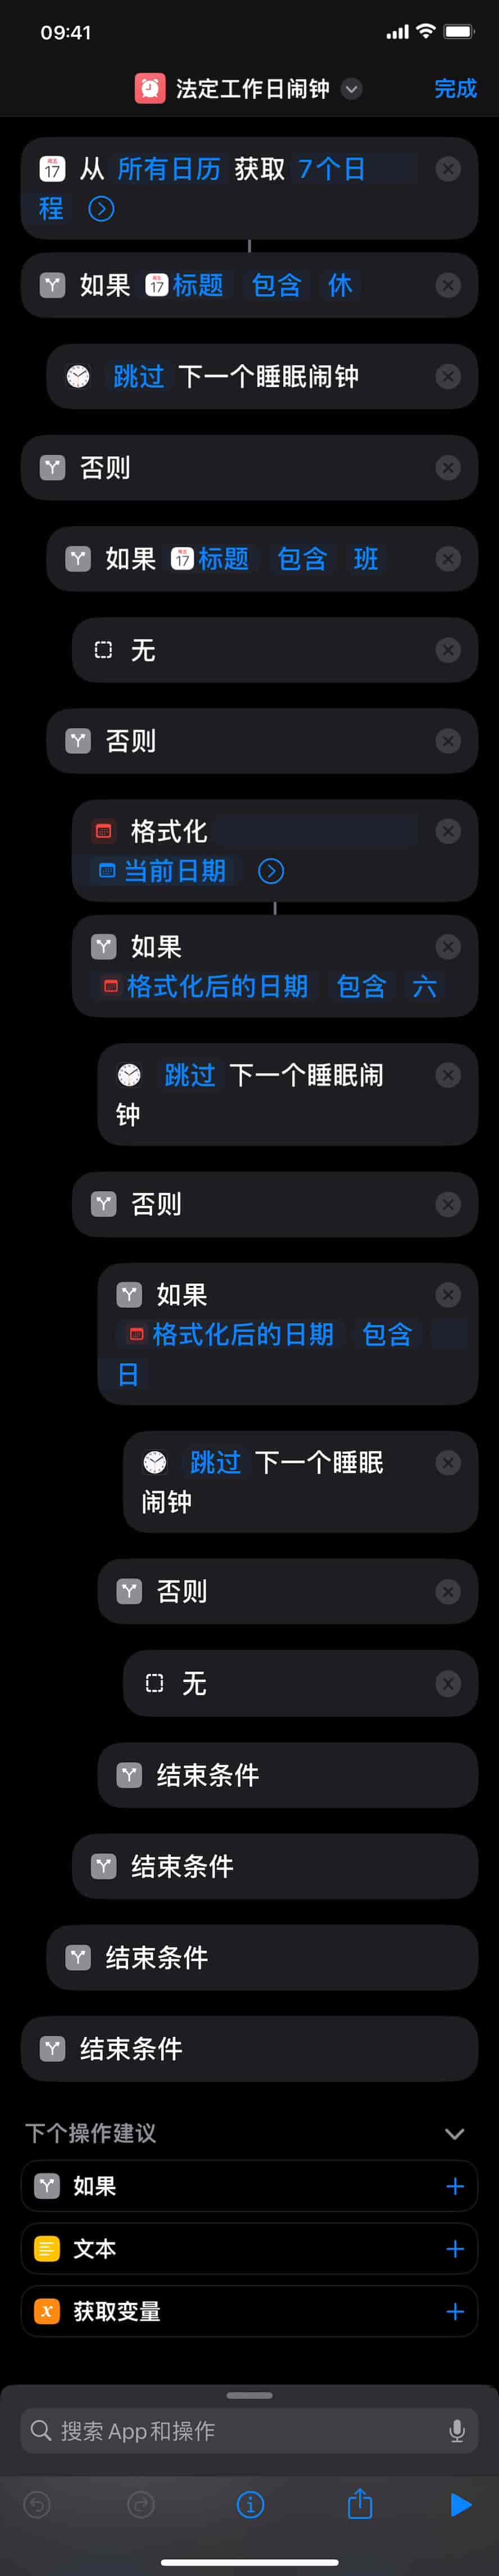 09:41
法定工作日闹钟
完成
从 所有日历 获取 7个日
程
如果 标题 包含 休
跳过 下一个睡眠闹钟
否则
如果 标题 包含 班
无
否则
格式化
当前日期
如果
格式化后的日期 包含 六
跳过 下一个睡眠闹
钟
否则
如果
格式化后的日期 包含
日
跳过 下一个睡眠
闹钟
否则
无
结束条件
结束条件
结束条件
结束条件
下个操作建议
如果
文本
获取变量
搜索App和操作